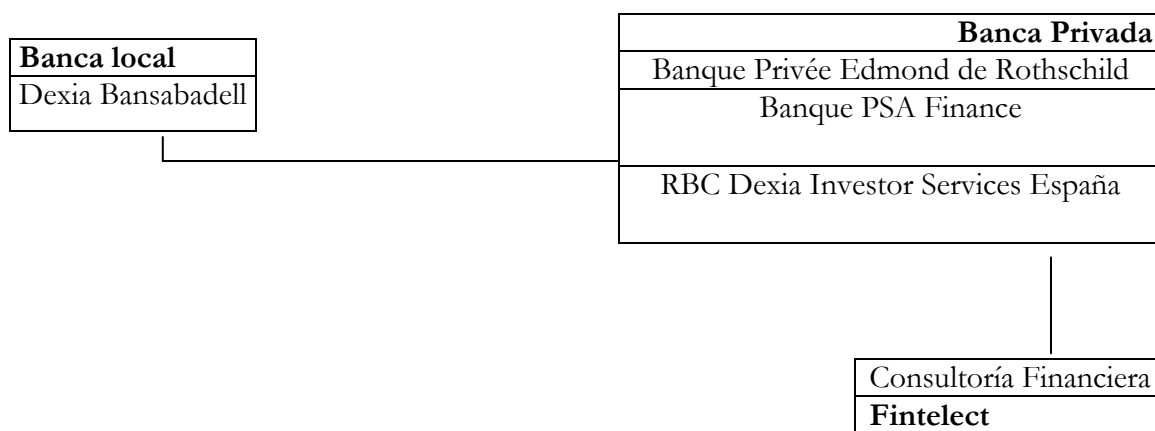 Banca local
Dexia Bansabadell
Banca Privada
Banque Privée Edmond de Rothschild
Banque PSA Finance
RBC Dexia Investor Services España
Consultoría Financiera
Fintelect